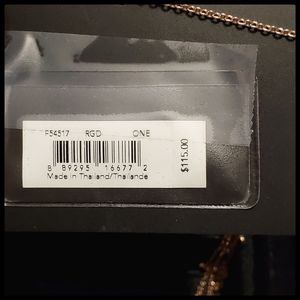 F54517 RGD ONE
8 89295 16677 2
Made in Thailand/Thaïlande
$115.00